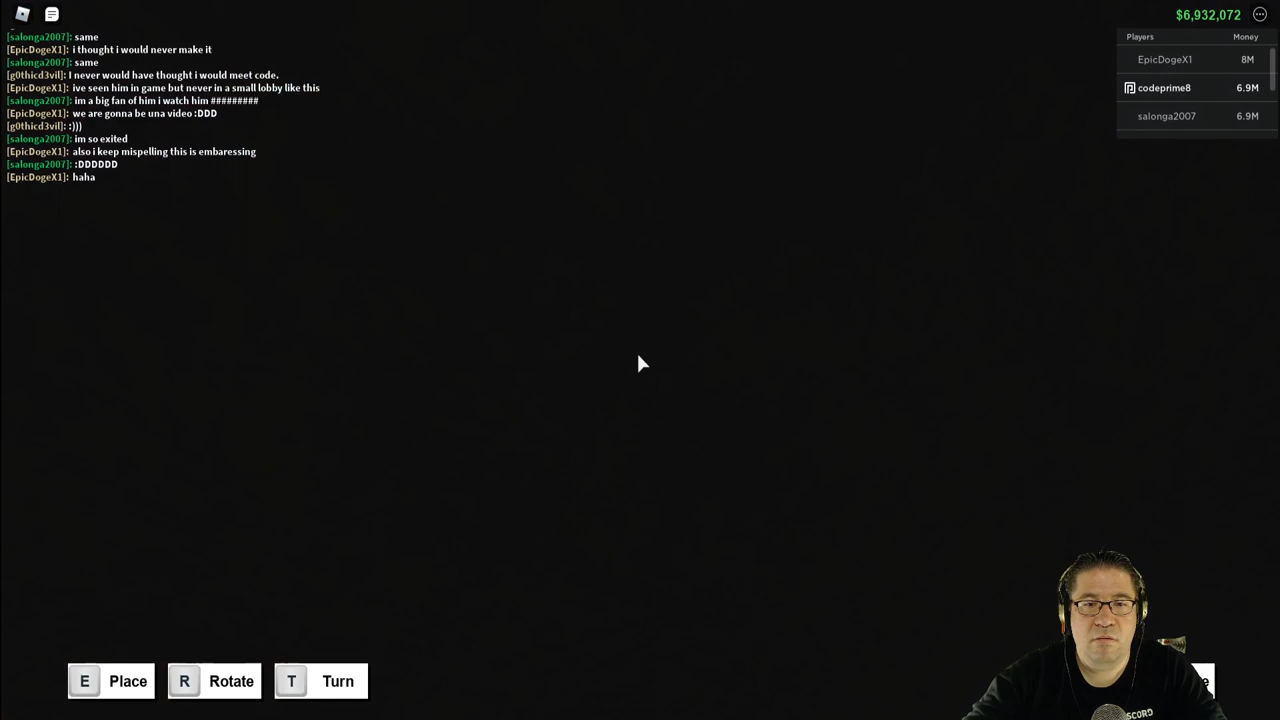 $6,932,072
[salonga2007]: same
[EpicDogeX1]: i thought i would never make it
[salonga2007]: same
[g0thicd3vil]: I never would have thought i would meet code.
[EpicDogeX1]: ive seen him in game but never in a small lobby like this
[salonga2007]: im a big fan of him i watch him #########
[EpicDogeX1]: we are gonna be una video :DDD
[g0thicd3vil]: :)))
[salonga2007]: im so exited
[EpicDogeX1]: also i keep mispelling this is embaressing
[salonga2007]: :DDDDDD
[EpicDogeX1]: haha
Players Money
EpicDogeX1 8M
codeprime8 6.9M
salonga2007 6.9M
E Place R Rotate T Turn